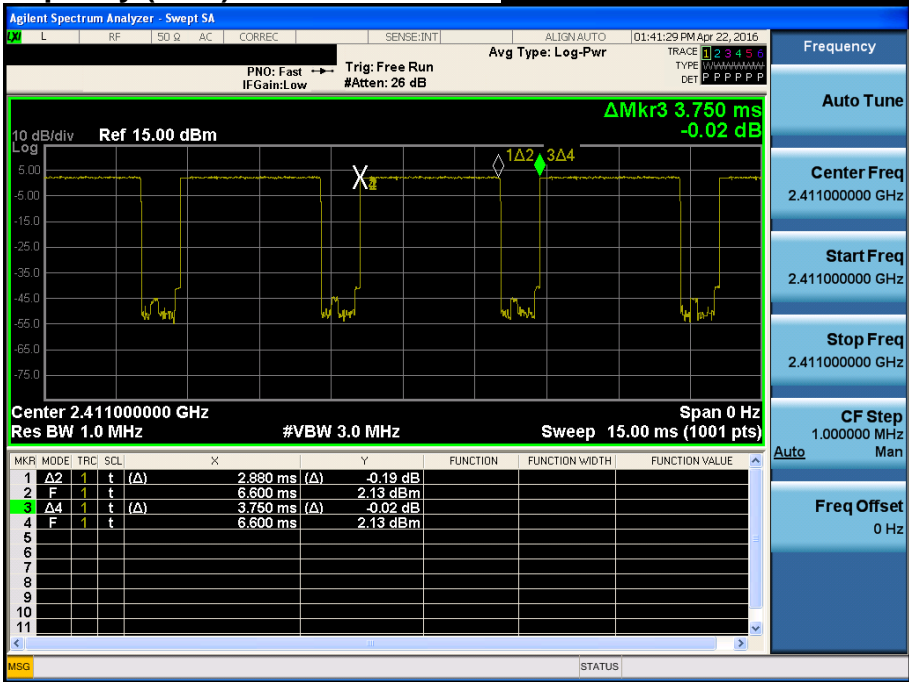 Agilent Spectrum Analyzer - Swept SA
LXI L RF 50 Ω AC CORREC SENSE:INT ALIGN AUTO 01:41:29 PM Apr 22, 2016
Frequency
PNO: Fast
IFGain:Low
Trig: Free Run
#Atten: 26 dB
Avg Type: Log-Pwr
TRACE 1 2 3 4 5 6
TYPE WWWWWW
DET P P P P P P
Auto Tune
ΔMkr3 3.750 ms
-0.02 dB
10 dB/div Ref 15.00 dBm
Log
5.00
-5.00
-15.0
-25.0
-35.0
-45.0
-55.0
-65.0
-75.0
1Δ2 3Δ4
Center Freq
2.411000000 GHz
Start Freq
2.411000000 GHz
Stop Freq
2.411000000 GHz
Center 2.411000000 GHz Span 0 Hz
Res BW 1.0 MHz #VBW 3.0 MHz Sweep 15.00 ms (1001 pts)
CF Step
1.000000 MHz
Auto Man
Freq Offset
0 Hz
MKR MODE TRC SCL X Y FUNCTION FUNCTION WIDTH FUNCTION VALUE
1 Δ2 1 t (Δ) 2.880 ms (Δ) -0.19 dB
2 F 1 t 6.600 ms 2.13 dBm
3 Δ4 1 t (Δ) 3.750 ms (Δ) -0.02 dB
4 F 1 t 6.600 ms 2.13 dBm
5
6
7
8
9
10
11
MSG STATUS